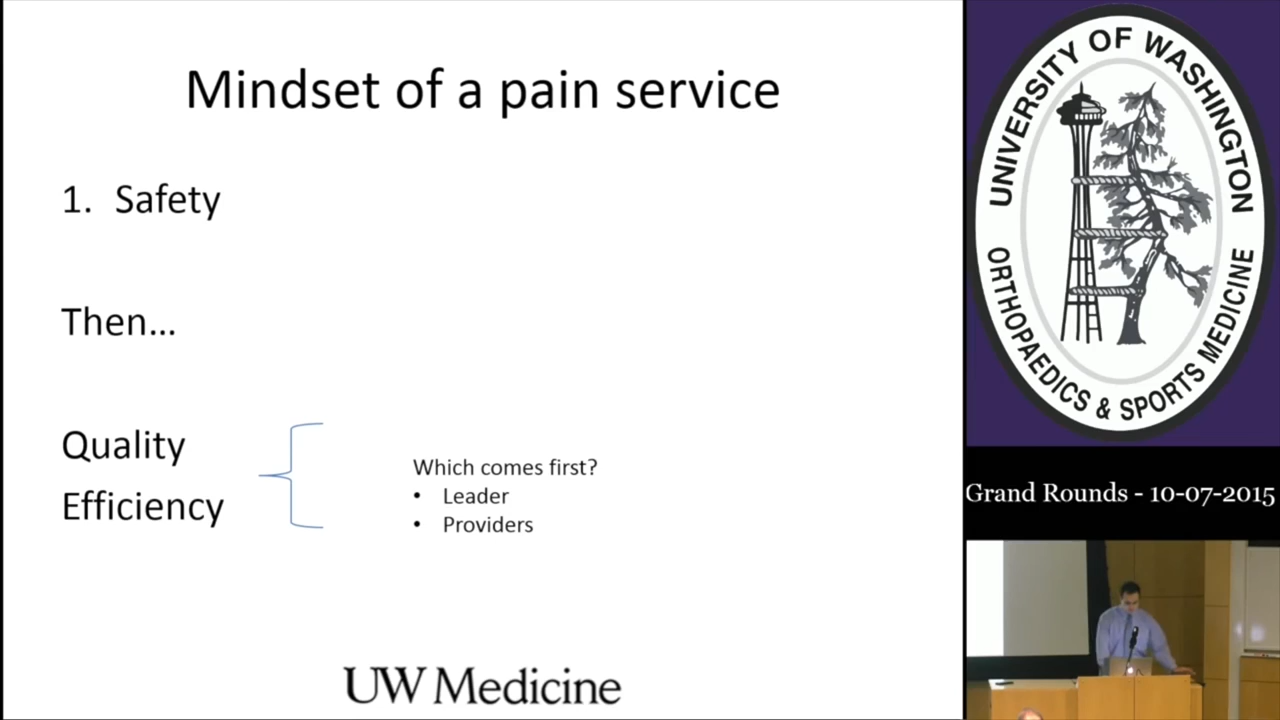 Mindset of a pain service
1. Safety
Then...
Quality
Efficiency
Which comes first?
• Leader
• Providers
UW Medicine
UNIVERSITY OF WASHINGTON
ORTHOPAEDICS & SPORTS MEDICINE
Grand Rounds - 10-07-2015